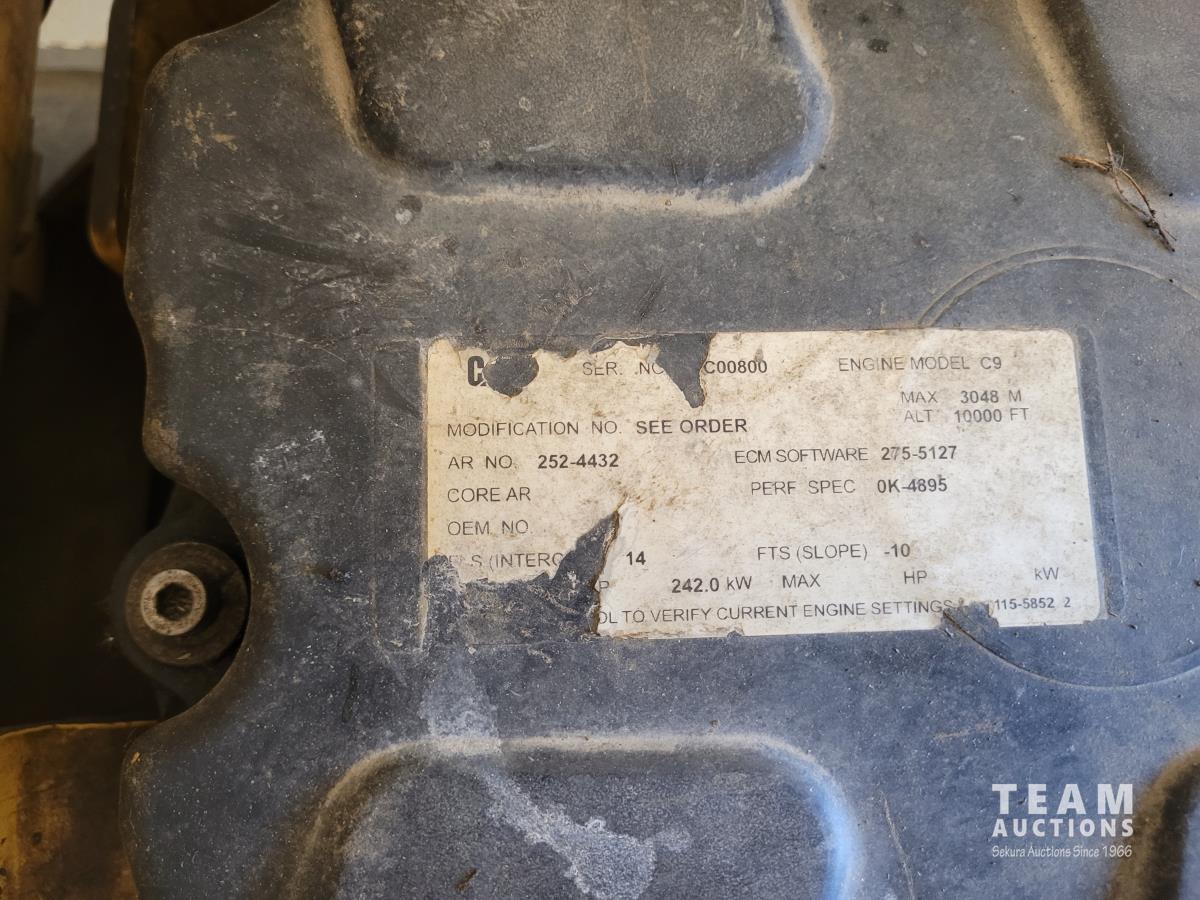 SER. NO C00800 ENGINE MODEL C9
MAX 3048 M
ALT 10000 FT
MODIFICATION NO. SEE ORDER
AR NO. 252-4432 ECM SOFTWARE 275-5127
CORE AR PERF SPEC 0K-4895
OEM NO.
14 FTS (SLOPE) -10
242.0 kW MAX HP kW
TO VERIFY CURRENT ENGINE SETTINGS 115-5852 2
TEAM
AUCTIONS
Sekura Auctions Since 1966